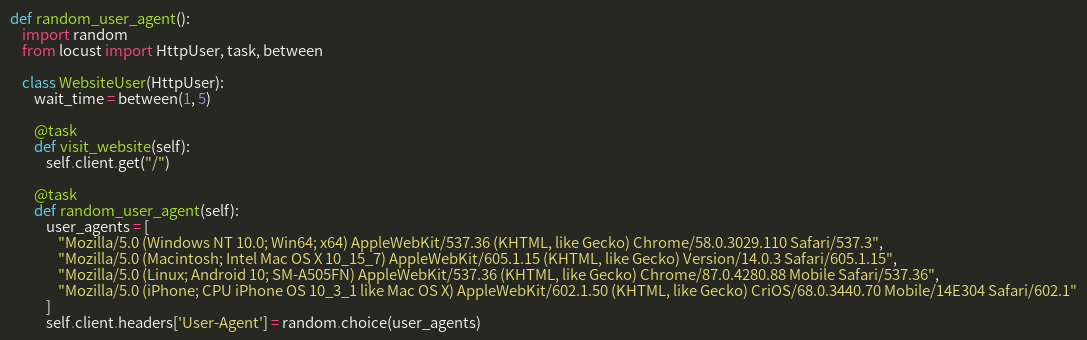 def random_user_agent():
import random
from locust import HttpUser, task, between
class WebsiteUser(HttpUser):
wait_time = between(1, 5)
@task
def visit_website(self):
self.client.get("/")
@task
def random_user_agent(self):
user_agents = [
"Mozilla/5.0 (Windows NT 10.0; Win64; x64) AppleWebKit/537.36 (KHTML, like Gecko) Chrome/58.0.3029.110 Safari/537.3",
"Mozilla/5.0 (Macintosh; Intel Mac OS X 10_15_7) AppleWebKit/605.1.15 (KHTML, like Gecko) Version/14.0.3 Safari/605.1.15",
"Mozilla/5.0 (Linux; Android 10; SM-A505FN) AppleWebKit/537.36 (KHTML, like Gecko) Chrome/87.0.4280.88 Mobile Safari/537.36",
"Mozilla/5.0 (iPhone; CPU iPhone OS 10_3_1 like Mac OS X) AppleWebKit/602.1.50 (KHTML, like Gecko) CriOS/68.0.3440.70 Mobile/14E304 Safari/602.1"
]
self.client.headers['User-Agent'] = random.choice(user_agents)